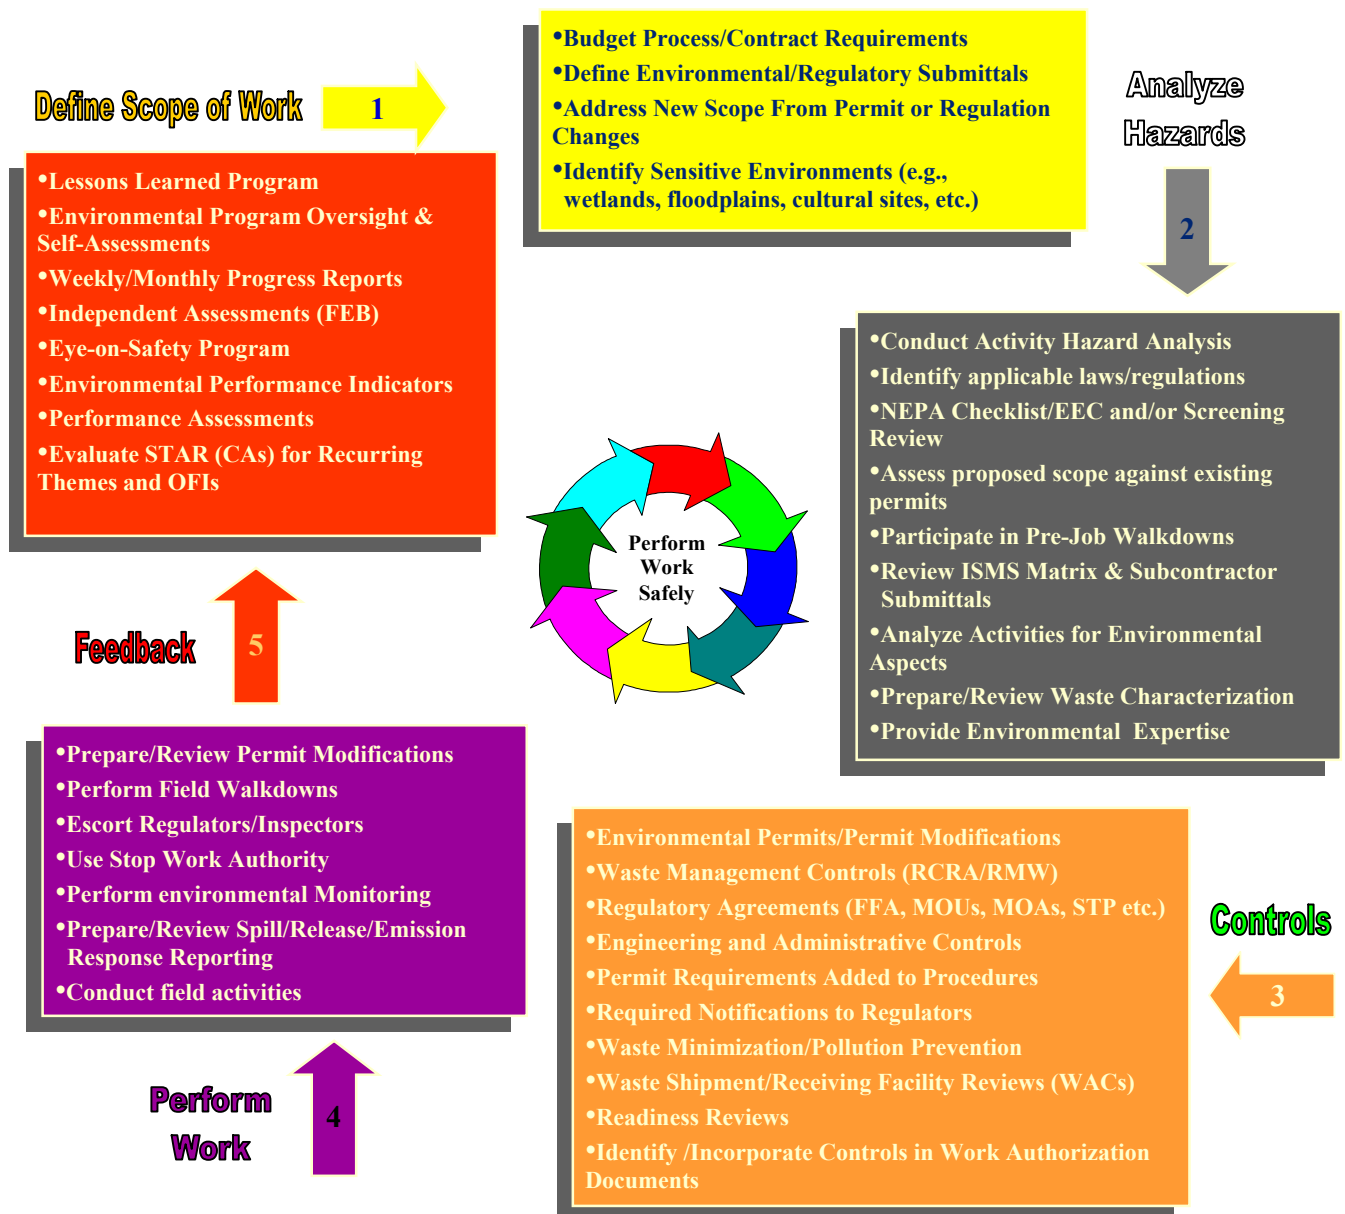 Define Scope of Work
1
•Budget Process/Contract Requirements
•Define Environmental/Regulatory Submittals
•Address New Scope From Permit or Regulation
Changes
•Identify Sensitive Environments (e.g.,
wetlands, floodplains, cultural sites, etc.)
Analyze
Hazards
2
•Conduct Activity Hazard Analysis
•Identify applicable laws/regulations
•NEPA Checklist/EEC and/or Screening
Review
•Assess proposed scope against existing
permits
•Participate in Pre-Job Walkdowns
•Review ISMS Matrix & Subcontractor
Submittals
•Analyze Activities for Environmental
Aspects
•Prepare/Review Waste Characterization
•Provide Environmental  Expertise
Controls
3
•Environmental Permits/Permit Modifications
•Waste Management Controls (RCRA/RMW)
•Regulatory Agreements (FFA, MOUs, MOAs, STP etc.)
•Engineering and Administrative Controls
•Permit Requirements Added to Procedures
•Required Notifications to Regulators
•Waste Minimization/Pollution Prevention
•Waste Shipment/Receiving Facility Reviews (WACs)
•Readiness Reviews
•Identify /Incorporate Controls in Work Authorization
Documents
Perform
Work
4
•Prepare/Review Permit Modifications
•Perform Field Walkdowns
•Escort Regulators/Inspectors
•Use Stop Work Authority
•Perform environmental Monitoring
•Prepare/Review Spill/Release/Emission
Response Reporting
•Conduct field activities
Feedback
5
•Lessons Learned Program
•Environmental Program Oversight &
Self-Assessments
•Weekly/Monthly Progress Reports
•Independent Assessments (FEB)
•Eye-on-Safety Program
•Environmental Performance Indicators
•Performance Assessments
•Evaluate STAR (CAs) for Recurring
Themes and OFIs
Perform
Work
Safely